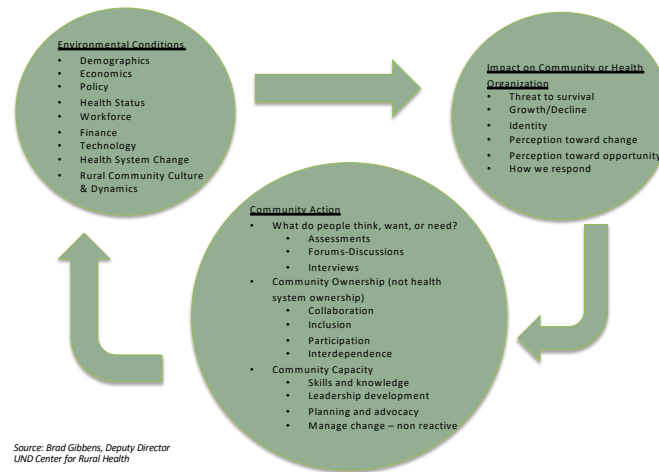 Environmental Conditions
• Demographics
• Economics
• Policy
• Health Status
• Workforce
• Finance
• Technology
• Health System Change
• Rural Community Culture
& Dynamics
Impact on Community or Health
Organization
• Threat to survival
• Growth/Decline
• Identity
• Perception toward change
• Perception toward opportunity
• How we respond
Community Action
• What do people think, want, or need?
• Assessments
• Forums-Discussions
• Interviews
• Community Ownership (not health
system ownership)
• Collaboration
• Inclusion
• Participation
• Interdependence
• Community Capacity
• Skills and knowledge
• Leadership development
• Planning and advocacy
• Manage change – non reactive
Source: Brad Gibbens, Deputy Director
UND Center for Rural Health